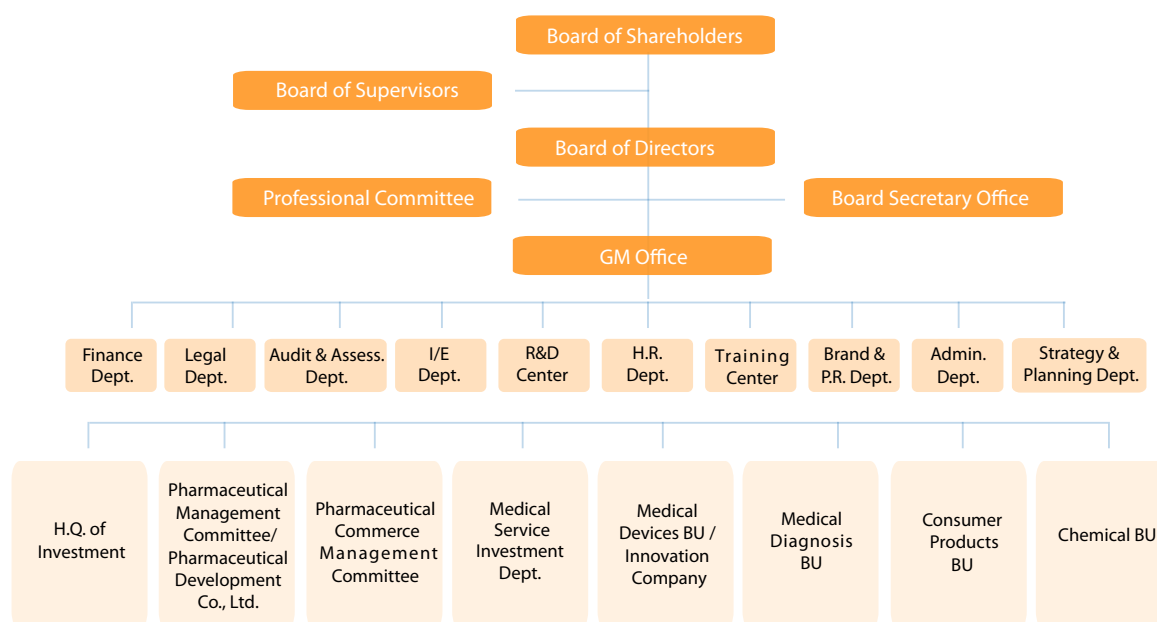 Board of Shareholders
Board of Supervisors
Board of Directors
Professional Committee
Board Secretary Office
GM Office
Finance
Dept.
Legal
Dept.
Audit & Assess.
Dept.
I/E
Dept.
R&D
Center
H.R.
Dept.
Training
Center
Brand &
P.R. Dept.
Admin.
Dept.
Strategy &
Planning Dept.
H.Q. of
Investment
Pharmaceutical
Management
Committee/
Pharmaceutical
Development
Co., Ltd.
Pharmaceutical
Commerce
Management
Committee
Medical
Service
Investment
Dept.
Medical
Devices BU /
Innovation
Company
Medical
Diagnosis
BU
Consumer
Products
BU
Chemical BU